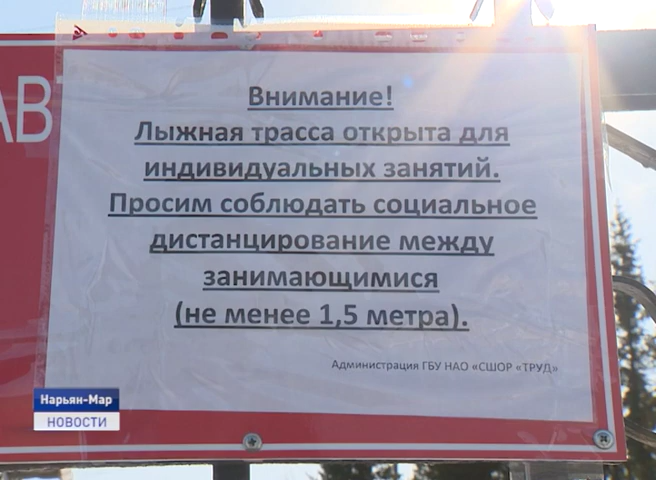 АВ
Внимание!
Лыжная трасса открыта для
индивидуальных занятий.
Просим соблюдать социальное
дистанцирование между
занимающимися
(не менее 1,5 метра).
Администрация ГБУ НАО «СШОР «ТРУД»
Нарьян-Мар
НОВОСТИ